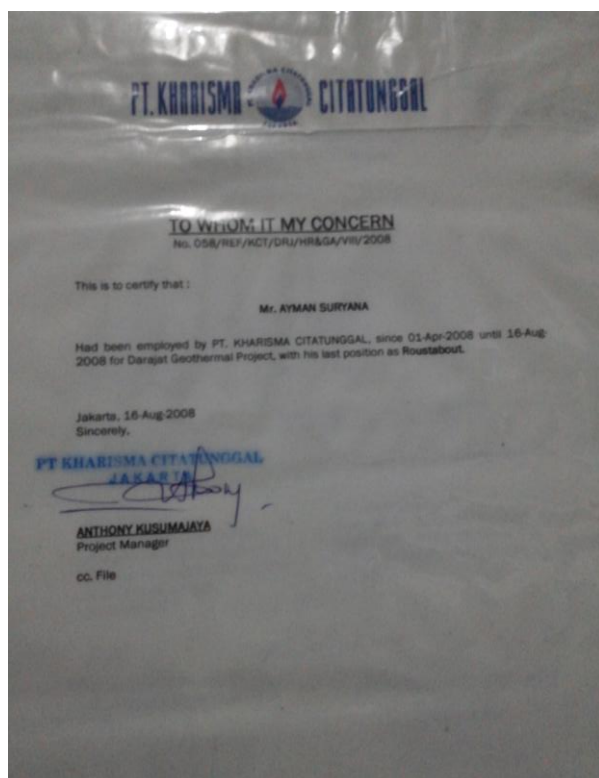 PT. KHARISMA CITATUNGGAL
TO WHOM IT MY CONCERN
No. 058/REF/KCT/DRJ/HR&GA/VIII/2008
This is to certify that :
Mr. AYMAN SURYANA
Had been employed by PT. KHARISMA CITATUNGGAL, since 01-Apr-2008 until 16-Aug-
2008 for Darajat Geothermal Project, with his last position as Roustabout.
Jakarta, 16-Aug-2008
Sincerely,
PT KHARISMA CITATUNGGAL
JAKARTA
ANTHONY KUSUMAJAYA
Project Manager
cc. File